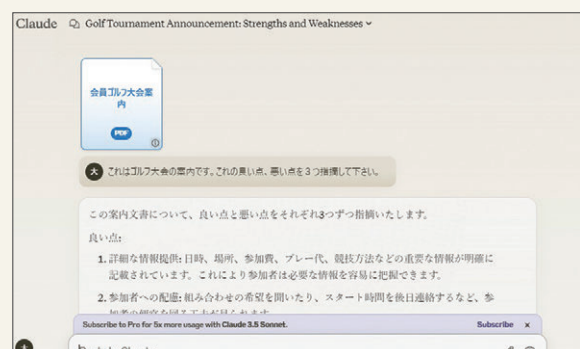 Claude Golf Tournament Announcement: Strengths and Weaknesses
会員ゴルフ大会案
内
PDF
大 これはゴルフ大会の案内です。これの良い点、悪い点を3つ指摘して下さい。
この案内文書について、良い点と悪い点をそれぞれ3つずつ指摘いたします。
良い点:
1. 詳細な情報提供: 日時、場所、参加費、プレー代、競技方法などの重要な情報が明確に
記載されています。これにより参加者は必要な情報を容易に把握できます。
2. 参加者への配慮: 組み合わせの希望を聞いたり、スタート時間を後日連絡するなど、参
Subscribe to Pro for 5x more usage with Claude 3.5 Sonnet. Subscribe x